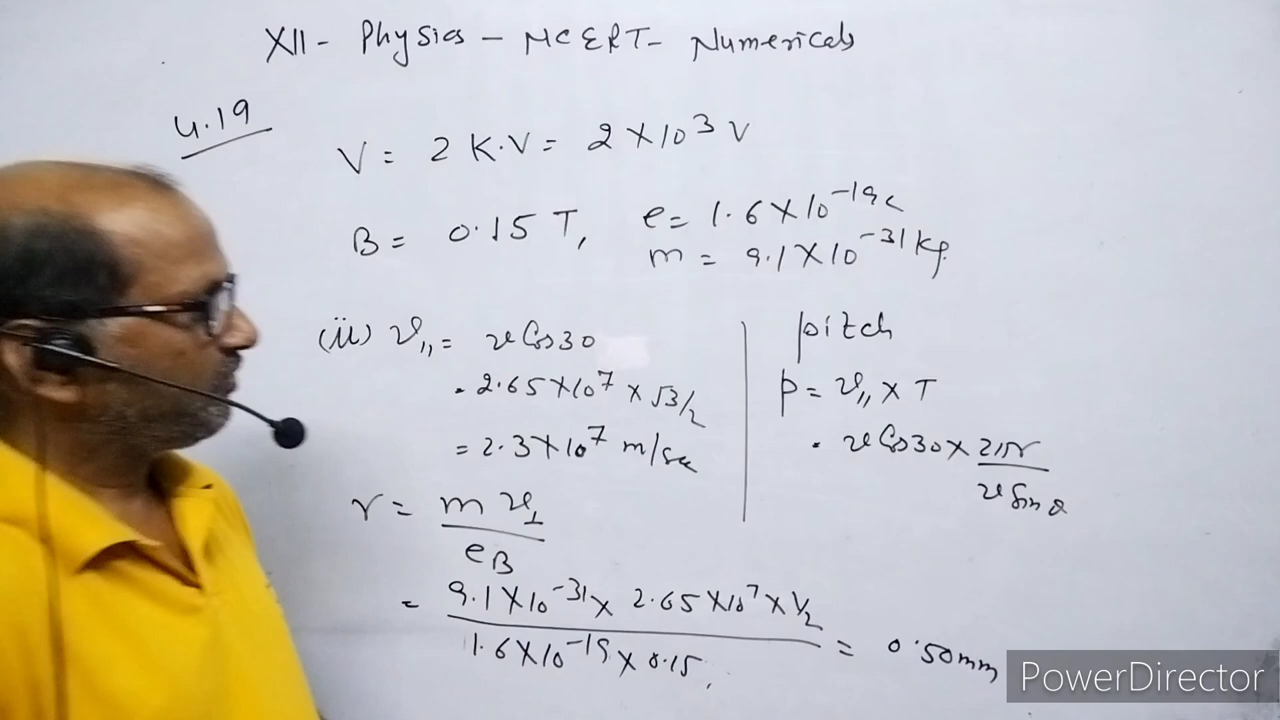 XII - Physics - NCERT - Numericals
4.19
V = 2 K.V = 2 × 10³ V
B = 0.15 T, e = 1.6 × 10⁻¹⁹ c
m = 9.1 × 10⁻³¹ kg.
(ii) v₁₁ = v Cos 30
= 2.65 × 10⁷ × √3/2
= 2.3 × 10⁷ m/sec
r = m v⊥ / eB
= 9.1 × 10⁻³¹ × 2.65 × 10⁷ × 1/2 / 1.6 × 10⁻¹⁹ × 0.15, = 0.50 mm
pitch
p = v₁₁ × T
= v Cos 30 × 2πr / v Sin θ
PowerDirector